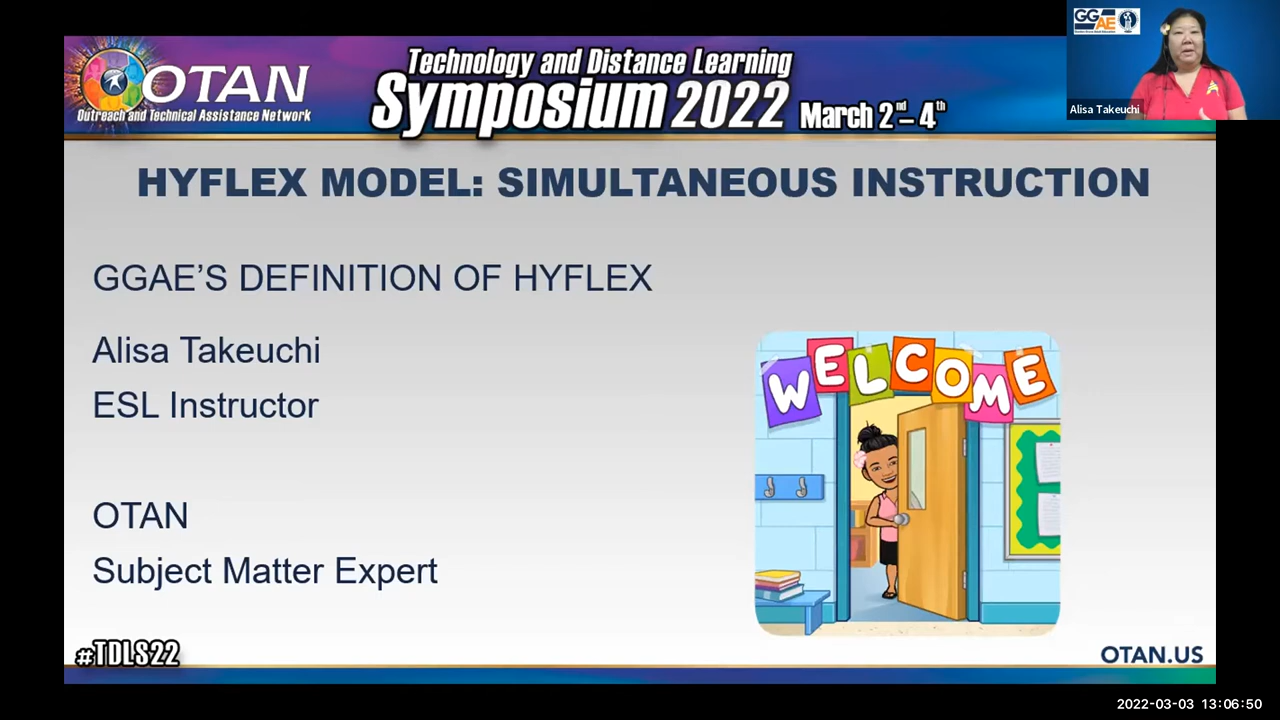 OTAN
Outreach and Technical Assistance Network
Technology and Distance Learning
Symposium 2022 March 2nd – 4th
GGAE
Alisa Takeuchi
HYFLEX MODEL: SIMULTANEOUS INSTRUCTION
GGAE'S DEFINITION OF HYFLEX
Alisa Takeuchi
ESL Instructor
OTAN
Subject Matter Expert
WELCOME
#TDLS22
OTAN.US
2022-03-03 13:06:50